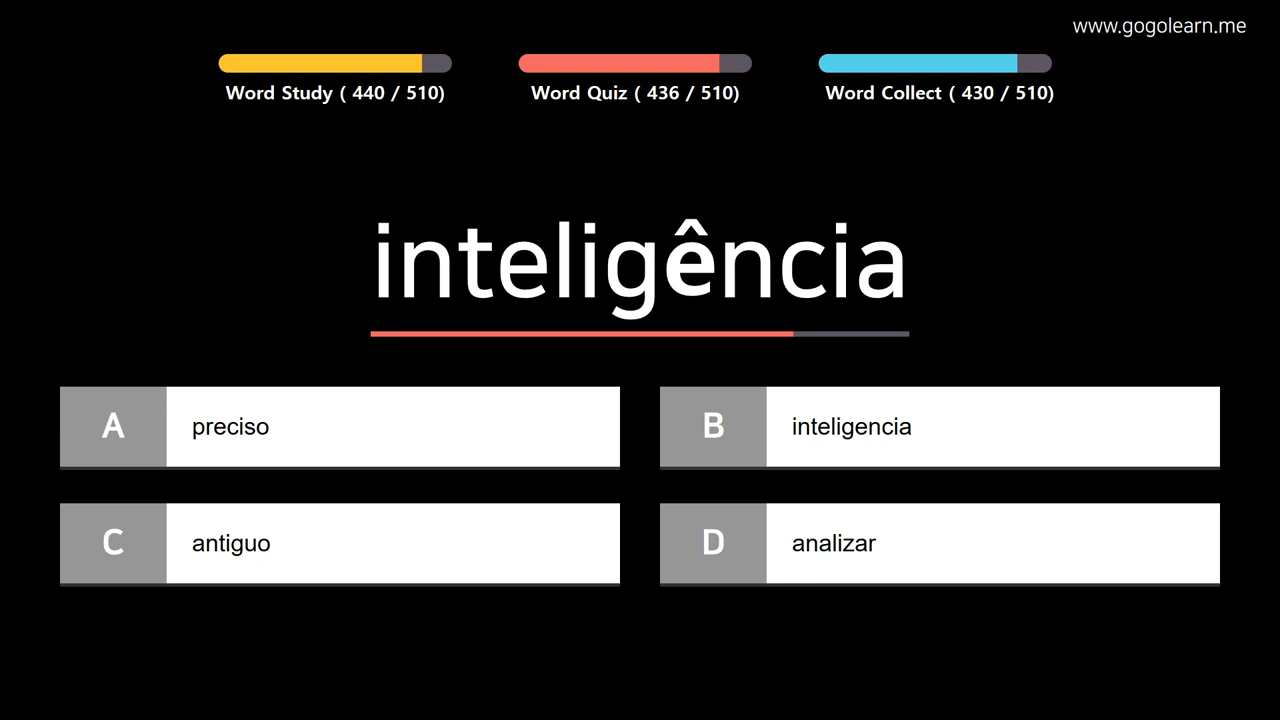 www.gogolearn.me
Word Study ( 440 / 510)
Word Quiz ( 436 / 510)
Word Collect ( 430 / 510)
inteligência
A preciso
B inteligencia
C antiguo
D analizar